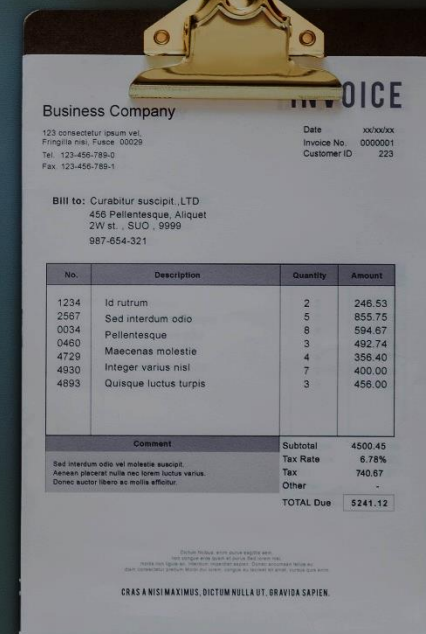 INVOICE
Business Company
123 consectetur ipsum vel,
Fringilla nisi, Fusce 00029
Tel. 123-456-789-0
Fax. 123-456-789-1
Date xx/xx/xx
Invoice No. 0000001
Customer ID 223
Bill to: Curabitur suscipit.,LTD
456 Pellentesque, Aliquet
2W st. , SUO , 9999
987-654-321
No. Description Quantity Amount
1234 Id rutrum 2 246.53
2567 Sed interdum odio 5 855.75
0034 Pellentesque 8 594.67
0460 Maecenas molestie 3 492.74
4729 Integer varius nisl 4 356.40
4930 Quisque luctus turpis 7 400.00
4893 3 456.00
Comment
Sed interdum odio vel molestie suscipit.
Aenean placerat nulla nec lorem luctus varius.
Donec auctor libero ac mollis efficitur.
Subtotal 4500.45
Tax Rate 6.78%
Tax 740.67
Other -
TOTAL Due 5241.12
CRAS A NISI MAXIMUS, DICTUM NULLA UT, GRAVIDA SAPIEN.